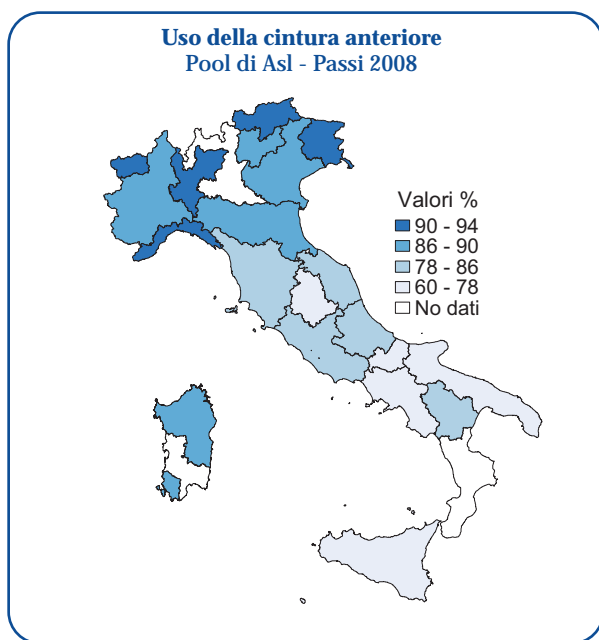 Uso della cintura anteriore
Pool di Asl - Passi 2008
Valori %
90 - 94
86 - 90
78 - 86
60 - 78
No dati